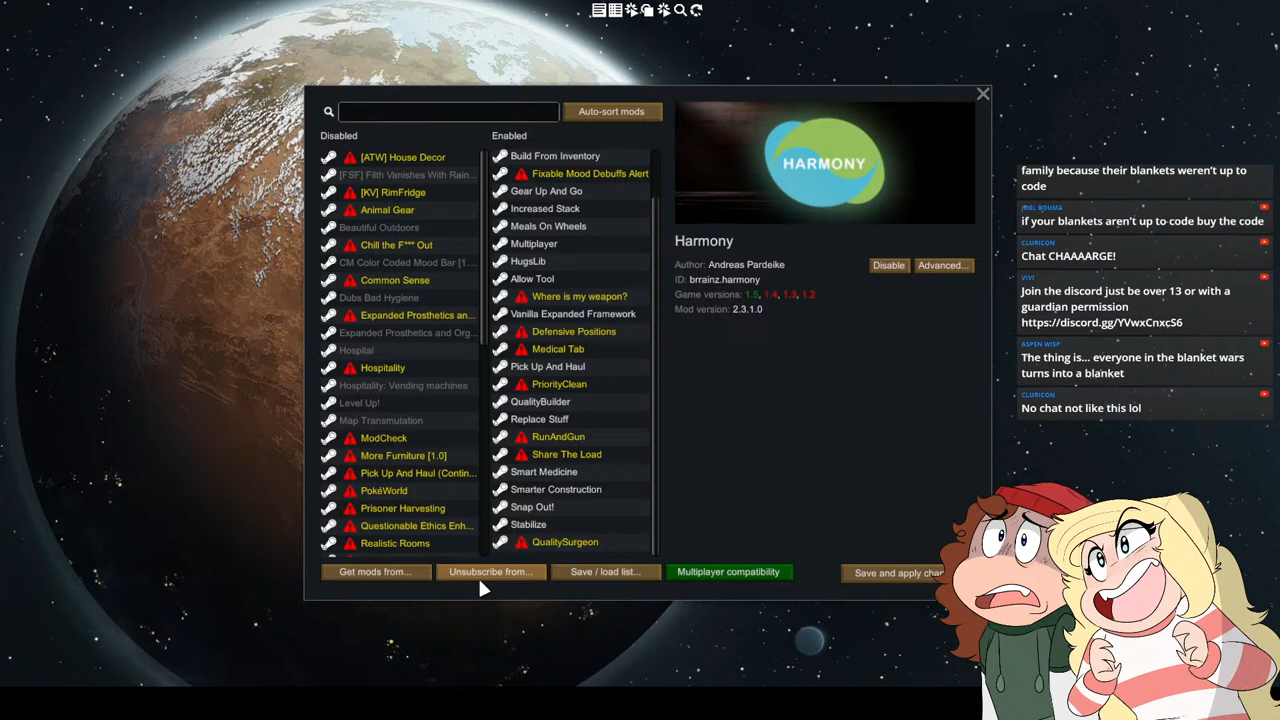 Auto-sort mods
Disabled
[ATW] House Decor
[FSF] Filth Vanishes With Rain...
[KV] RimFridge
Animal Gear
Beautiful Outdoors
Chill the F*** Out
CM Color Coded Mood Bar [1....
Common Sense
Dubs Bad Hygiene
Expanded Prosthetics an...
Expanded Prosthetics and Org...
Hospital
Hospitality
Hospitality: Vending machines
Level Up!
Map Transmutation
ModCheck
More Furniture [1.0]
Pick Up And Haul (Contin...
PokéWorld
Prisoner Harvesting
Questionable Ethics Enh...
Realistic Rooms
Enabled
Build From Inventory
Fixable Mood Debuffs Alert
Gear Up And Go
Increased Stack
Meals On Wheels
Multiplayer
HugsLib
Allow Tool
Where is my weapon?
Vanilla Expanded Framework
Defensive Positions
Medical Tab
Pick Up And Haul
PriorityClean
QualityBuilder
Replace Stuff
RunAndGun
Share The Load
Smart Medicine
Smarter Construction
Snap Out!
Stabilize
QualitySurgeon
HARMONY
Harmony
Author: Andreas Pardeike
ID: brrainz.harmony
Game versions: 1.5, 1.4, 1.3, 1.2
Mod version: 2.3.1.0
Disable
Advanced...
Get mods from...
Unsubscribe from...
Save / load list...
Multiplayer compatibility
Save and apply chan
family because their blankets weren't up to
code
JOEL BOUMA
if your blankets aren't up to code buy the code
CLURICON
Chat CHAAAARGE!
VIVI
Join the discord just be over 13 or with a
guardian permission
https://discord.gg/YVwxCnxcS6
ASPEN WISP
The thing is... everyone in the blanket wars
turns into a blanket
CLURICON
No chat not like this lol